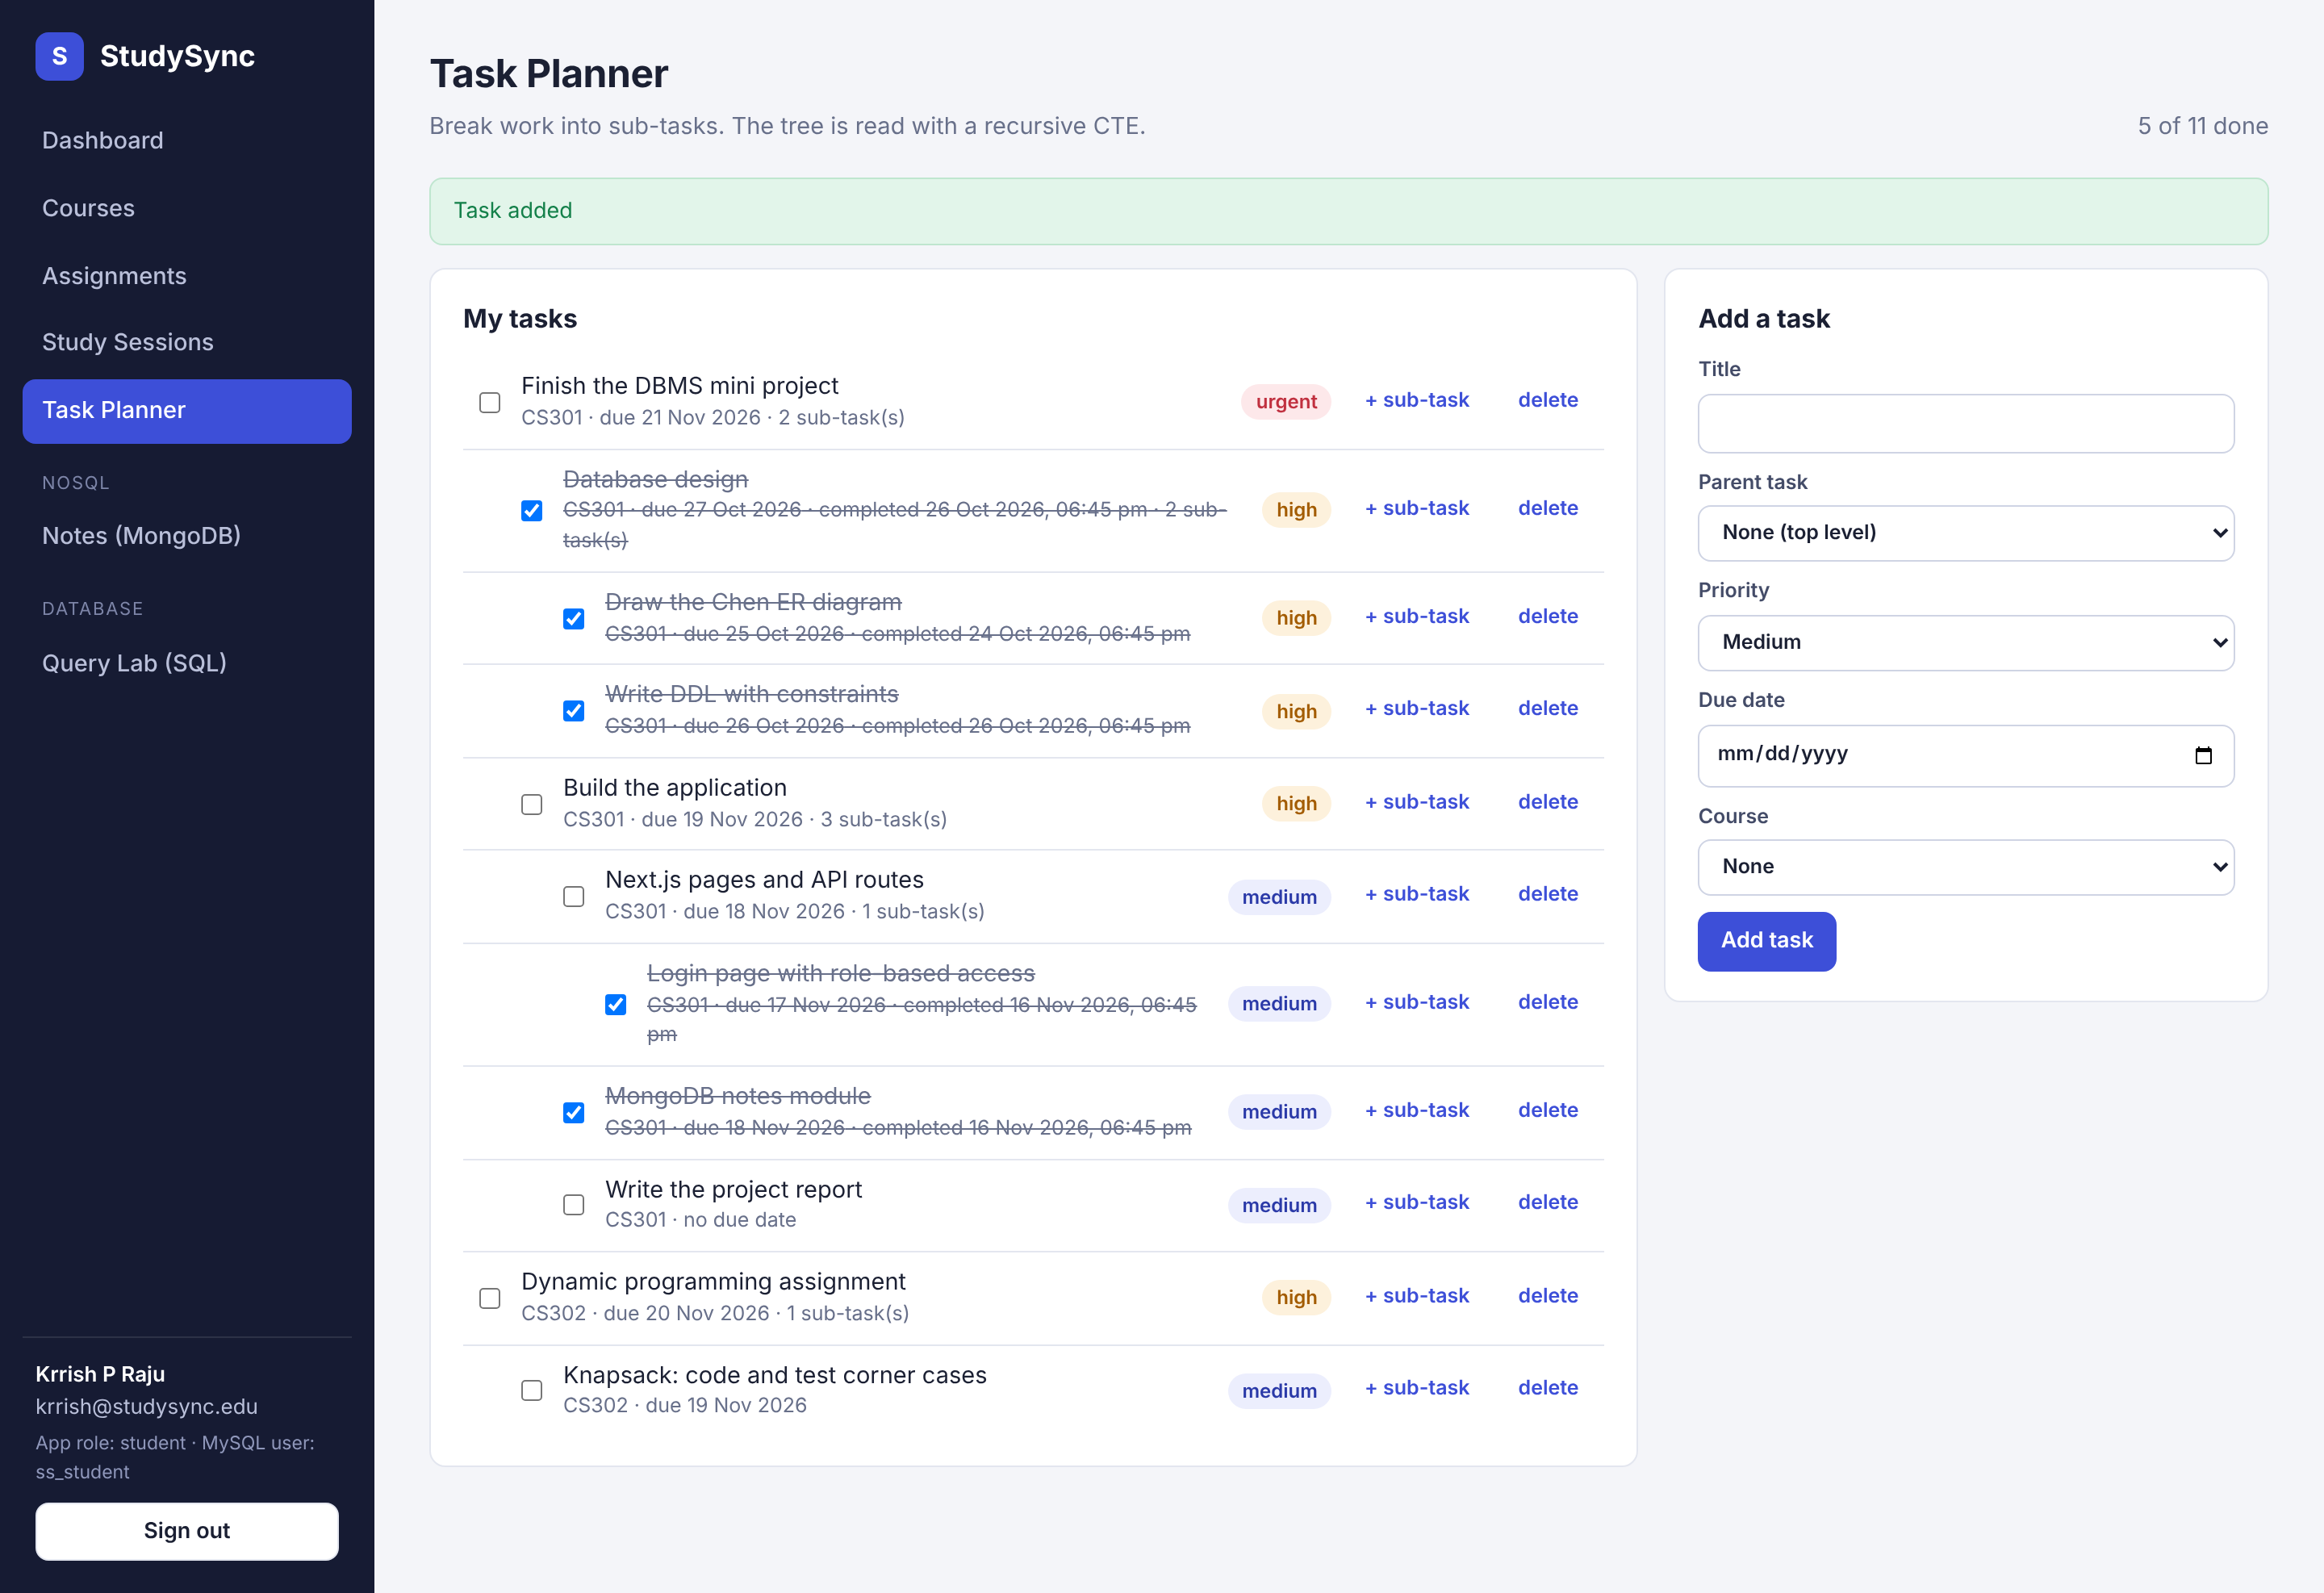 S StudySync
Dashboard
Courses
Assignments
Study Sessions
Task Planner
NOSQL
Notes (MongoDB)
DATABASE
Query Lab (SQL)
Krrish P Raju
krrish@studysync.edu
App role: student · MySQL user:
ss_student
Sign out
Task Planner
Break work into sub-tasks. The tree is read with a recursive CTE.
5 of 11 done
Task added
My tasks
Finish the DBMS mini project
CS301 · due 21 Nov 2026 · 2 sub-task(s)
urgent + sub-task delete
Database design
CS301 · due 27 Oct 2026 · completed 26 Oct 2026, 06:45 pm · 2 sub-
task(s)
high + sub-task delete
Draw the Chen ER diagram
CS301 · due 25 Oct 2026 · completed 24 Oct 2026, 06:45 pm
high + sub-task delete
Write DDL with constraints
CS301 · due 26 Oct 2026 · completed 26 Oct 2026, 06:45 pm
high + sub-task delete
Build the application
CS301 · due 19 Nov 2026 · 3 sub-task(s)
high + sub-task delete
Next.js pages and API routes
CS301 · due 18 Nov 2026 · 1 sub-task(s)
medium + sub-task delete
Login page with role-based access
CS301 · due 17 Nov 2026 · completed 16 Nov 2026, 06:45
pm
medium + sub-task delete
MongoDB notes module
CS301 · due 18 Nov 2026 · completed 16 Nov 2026, 06:45 pm
medium + sub-task delete
Write the project report
CS301 · no due date
medium + sub-task delete
Dynamic programming assignment
CS302 · due 20 Nov 2026 · 1 sub-task(s)
high + sub-task delete
Knapsack: code and test corner cases
CS302 · due 19 Nov 2026
medium + sub-task delete
Add a task
Title
Parent task
None (top level)
Priority
Medium
Due date
mm/dd/yyyy
Course
None
Add task